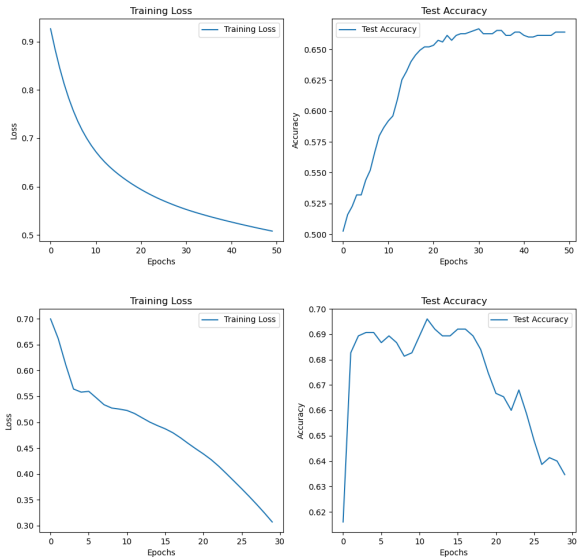 Training Loss
Training Loss
0.9
0.8
0.7
0.6
0.5
Loss
0 10 20 30 40 50
Epochs
Test Accuracy
Test Accuracy
0.650
0.625
0.600
0.575
0.550
0.525
0.500
Accuracy
0 10 20 30 40 50
Epochs
Training Loss
Training Loss
0.70
0.65
0.60
0.55
0.50
0.45
0.40
0.35
0.30
Loss
0 5 10 15 20 25 30
Epochs
Test Accuracy
Test Accuracy
0.70
0.69
0.68
0.67
0.66
0.65
0.64
0.63
0.62
Accuracy
0 5 10 15 20 25 30
Epochs